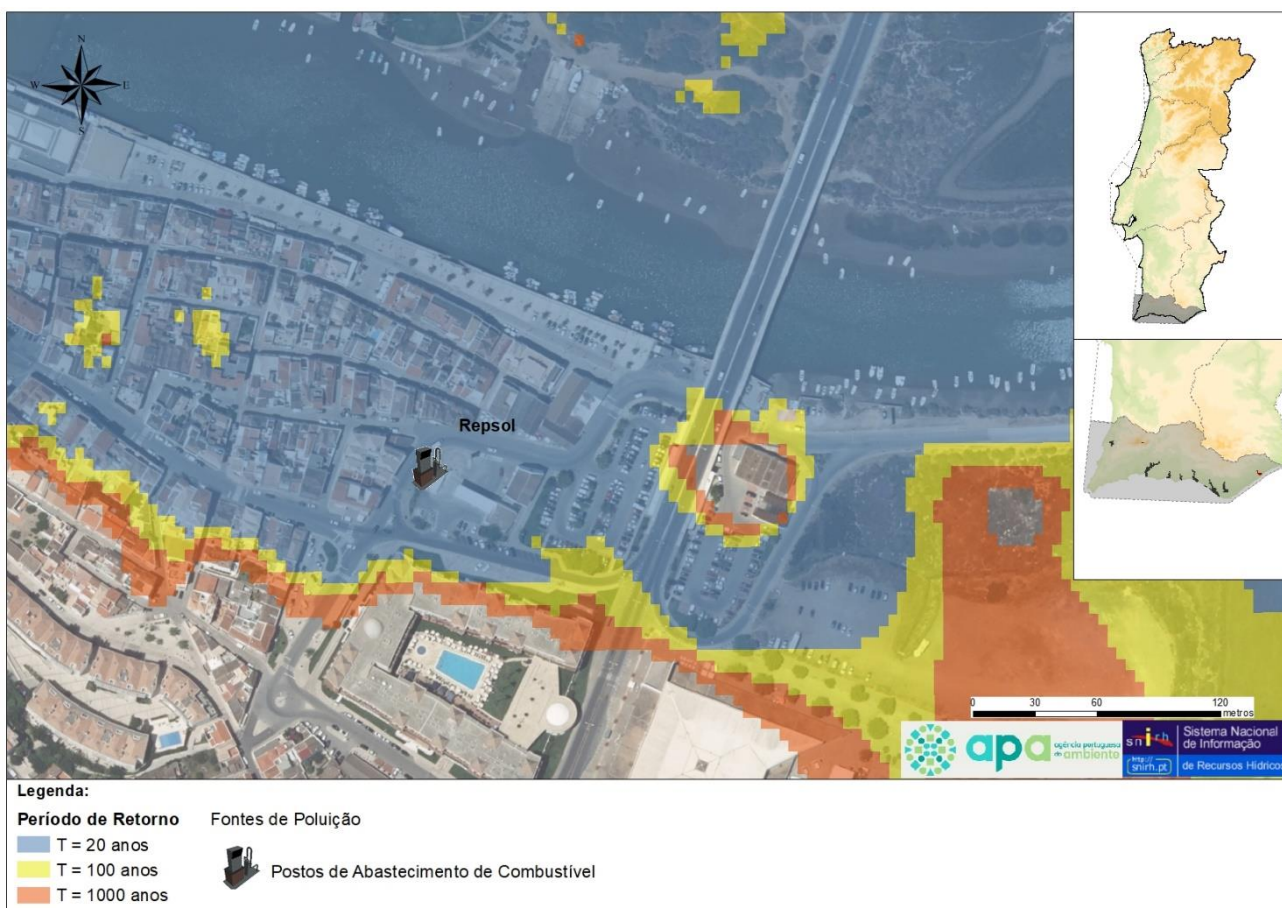 N
W
E
S
Repsol
0 30 60 120
metros
apa agência portuguesa do ambiente
snirh
http://
snirh.pt
Sistema Nacional
de Informação
de Recursos Hídricos
Legenda:
Período de Retorno
Fontes de Poluição
T = 20 anos
T = 100 anos
Postos de Abastecimento de Combustível
T = 1000 anos